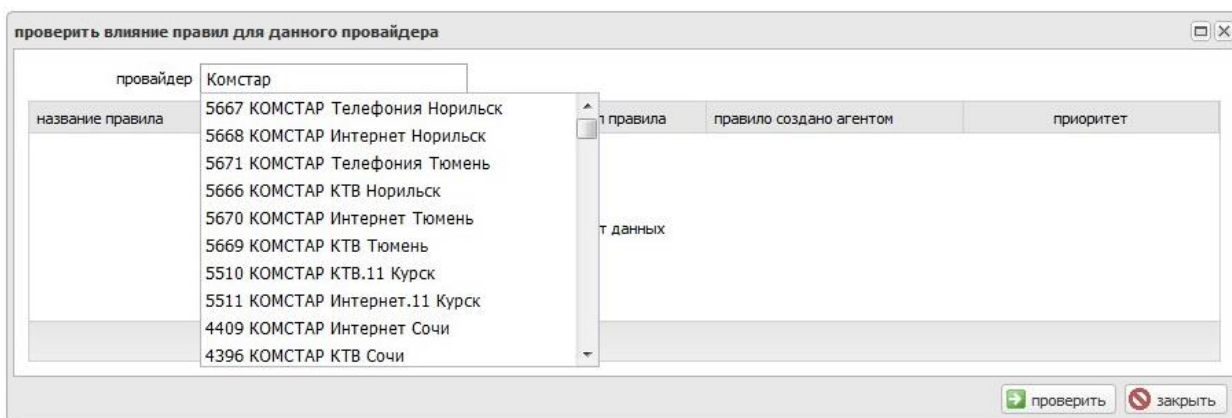 проверить влияние правил для данного провайдера
провайдер Комстар
название правила правила правило создано агентом приоритет
5667 КОМСТАР Телефония Норильск
5668 КОМСТАР Интернет Норильск
5671 КОМСТАР Телефония Тюмень
5666 КОМСТАР КТВ Норильск
5670 КОМСТАР Интернет Тюмень
данных
5669 КОМСТАР КТВ Тюмень
5510 КОМСТАР КТВ.11 Курск
5511 КОМСТАР Интернет.11 Курск
4409 КОМСТАР Интернет Сочи
4396 КОМСТАР КТВ Сочи
проверить закрыть